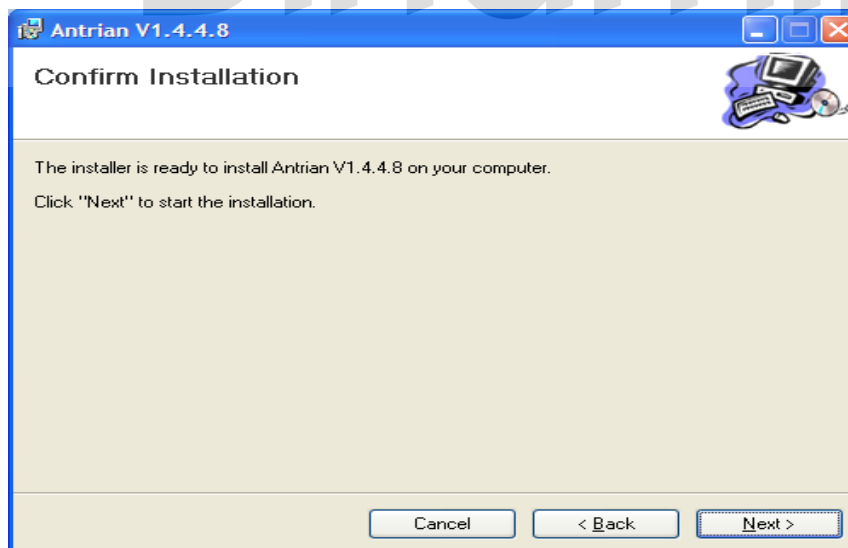 Antrian V1.4.4.8
Confirm Installation
The installer is ready to install Antrian V1.4.4.8 on your computer.
Click "Next" to start the installation.
Cancel
< Back
Next >